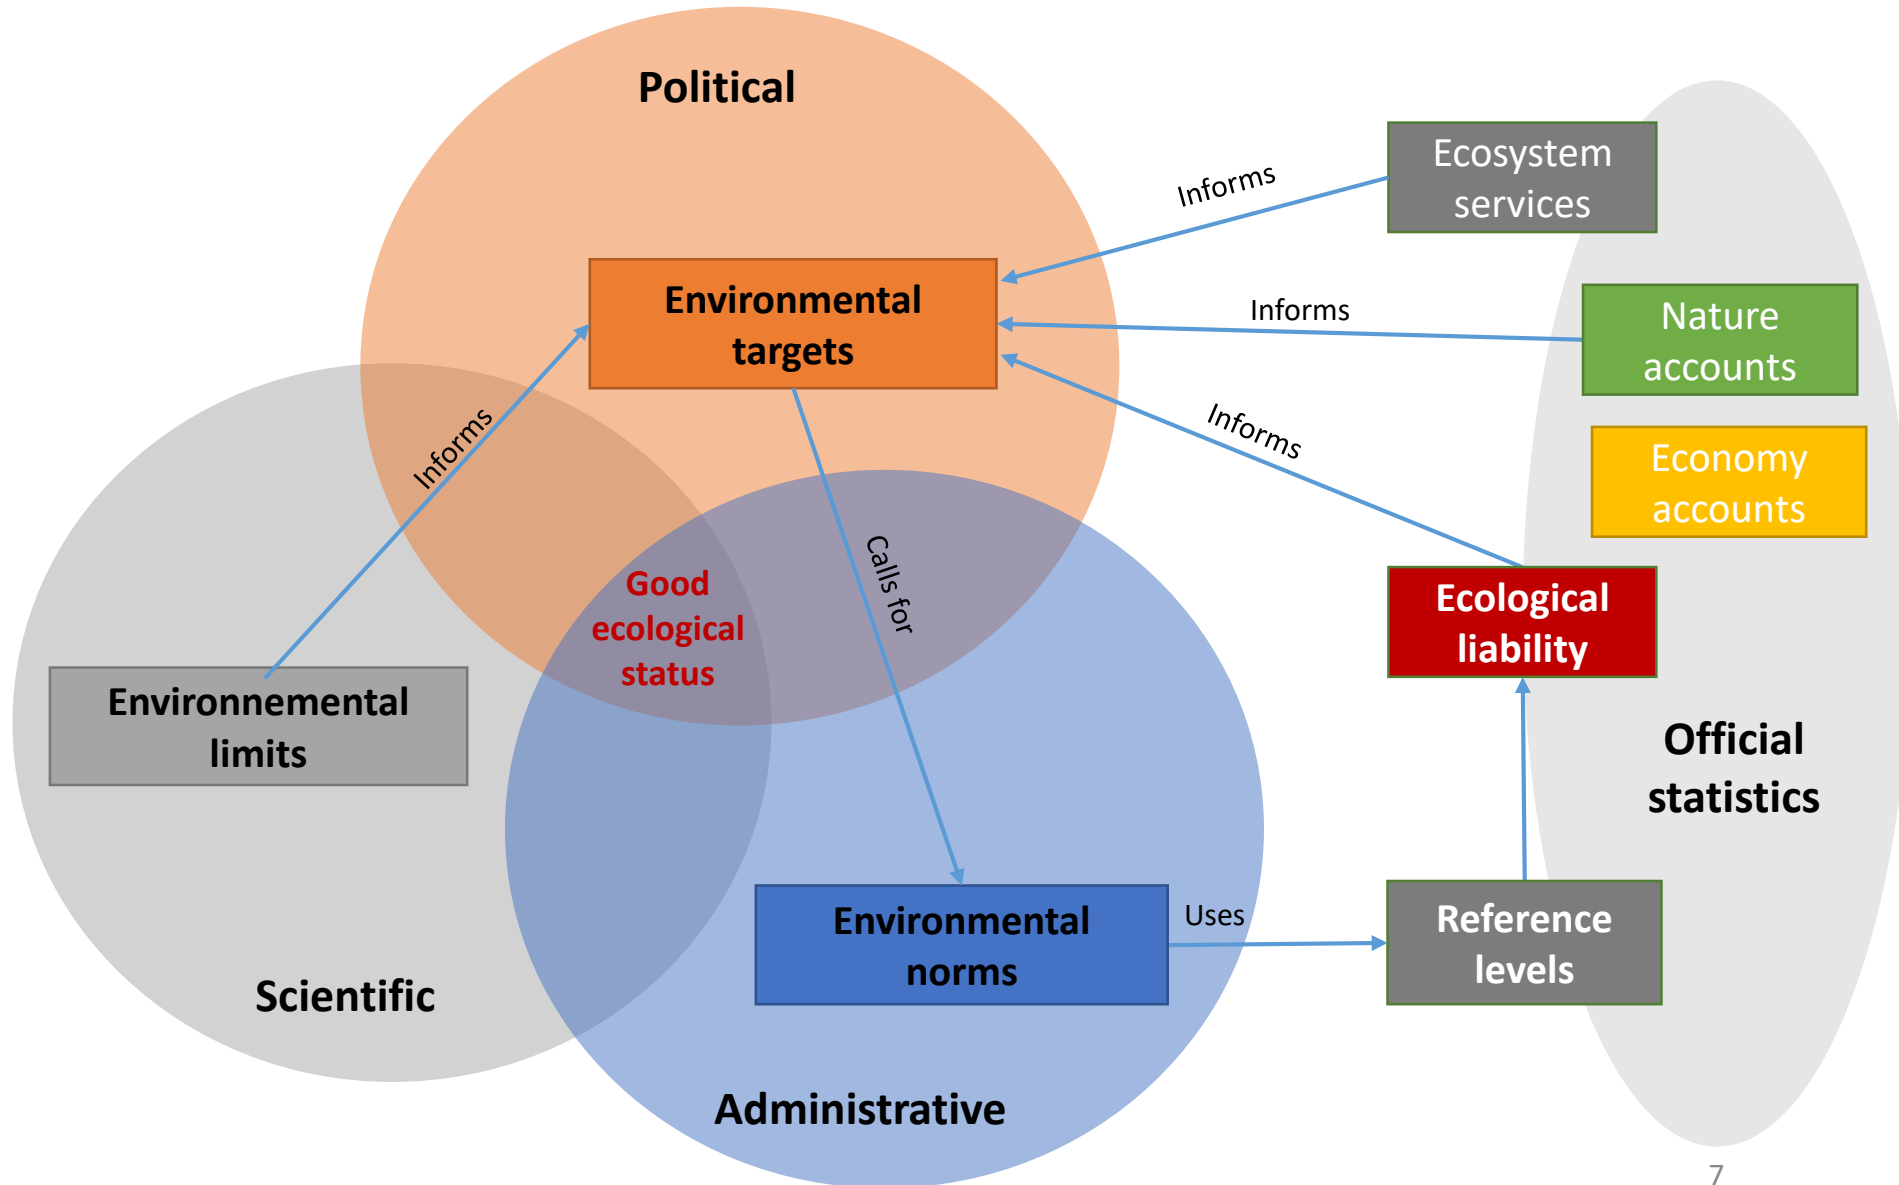 Political
Ecosystem
services
Informs
Environmental
targets
Informs
Nature
accounts
Informs
Informs
Economy
accounts
Calls for
Good
ecological
status
Ecological
liability
Environnemental
limits
Official
statistics
Environmental
norms
Uses
Reference
levels
Scientific
Administrative
7